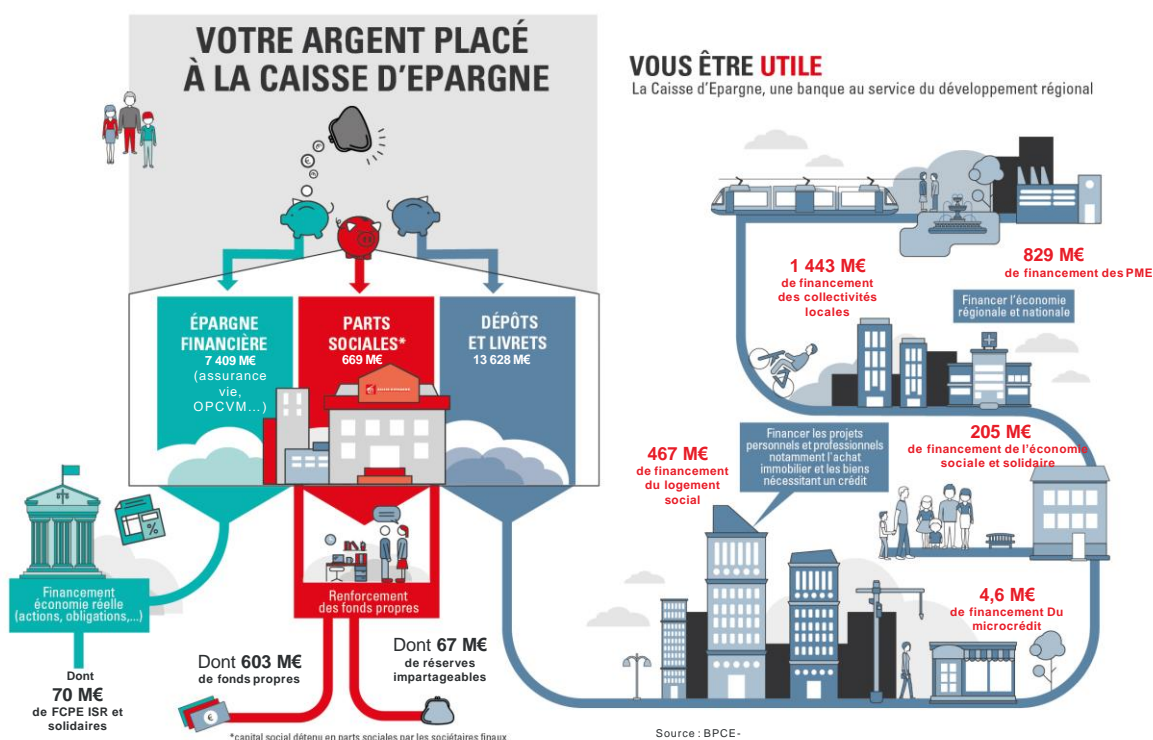 VOTRE ARGENT PLACÉ
À LA CAISSE D'EPARGNE
ÉPARGNE
FINANCIÈRE
7 409 M€
(assurance
vie,
OPCVM...)
PARTS
SOCIALES*
669 M€
DÉPÔTS
ET LIVRETS
13 628 M€
Financement
économie réelle
(actions, obligations,...)
Dont
70 M€
de FCPE ISR et
solidaires
Renforcement
des fonds propres
Dont 603 M€
de fonds propres
Dont 67 M€
de réserves
impartageables
*capital social détenu en parts sociales par les sociétaires finaux
VOUS ÊTRE UTILE
La Caisse d'Epargne, une banque au service du développement régional
1 443 M€
de financement
des collectivités
locales
829 M€
de financement des PME
Financer l'économie
régionale et nationale
467 M€
de financement
du logement
social
Financer les projets
personnels et professionnels
notamment l'achat
immobilier et les biens
nécessitant un crédit
205 M€
de financement de l'économie
sociale et solidaire
4,6 M€
de financement Du
microcrédit
Source : BPCE-